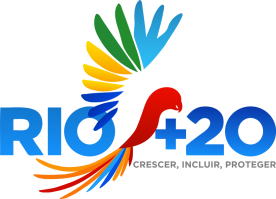 RIO+20
CRESCER, INCLUIR, PROTEGER